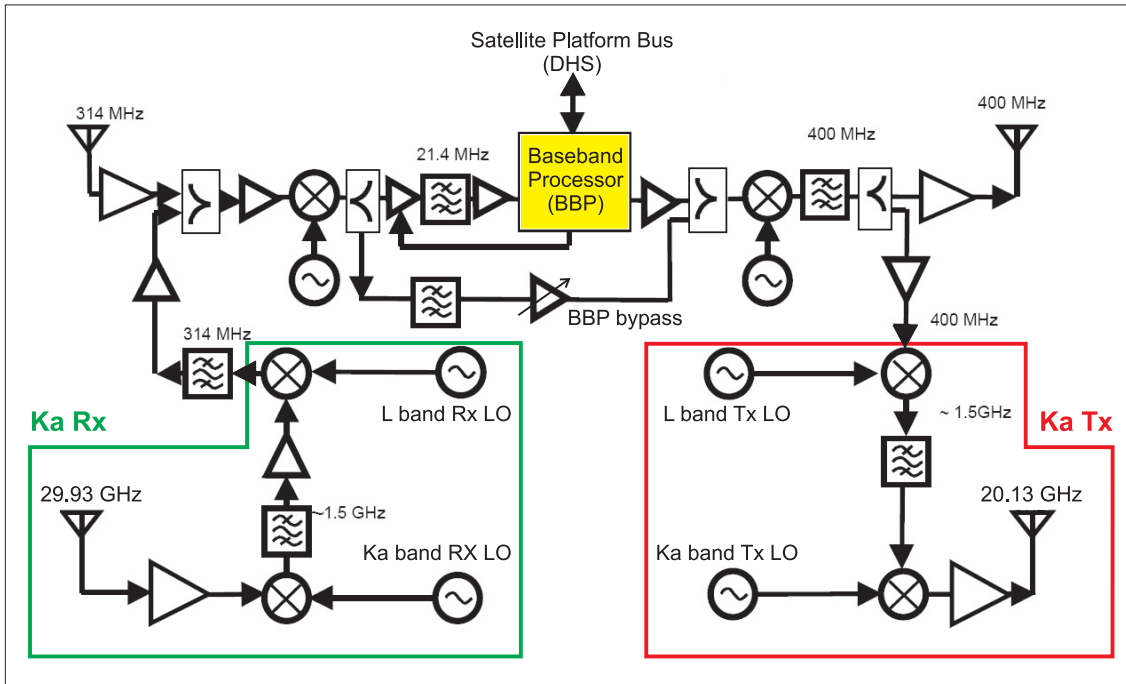 Satellite Platform Bus
(DHS)
314 MHz
400 MHz
400 MHz
21.4 MHz
Baseband
Processor
(BBP)
BBP bypass
314 MHz
400 MHz
L band Rx LO
L band Tx LO
Ka Rx
~ 1.5GHz
Ka Tx
29.93 GHz
~1.5 GHz
20.13 GHz
Ka band RX LO
Ka band Tx LO